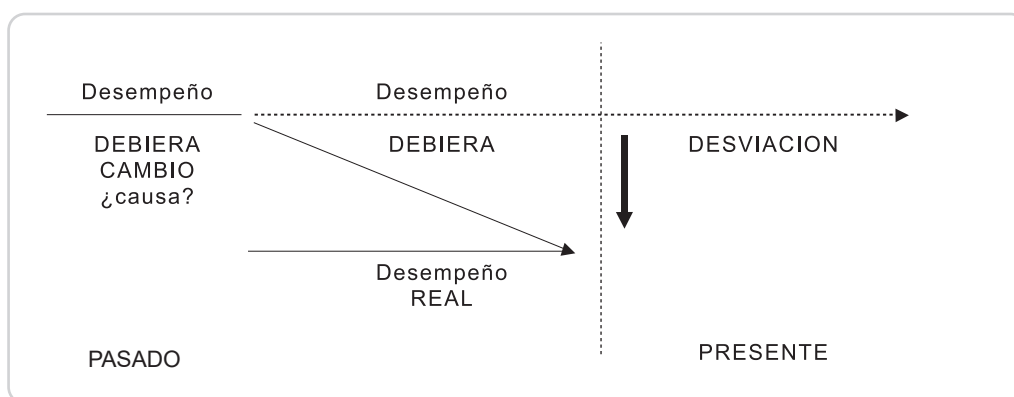 Desempeño
DEBIERA
CAMBIO
¿causa?
Desempeño
DEBIERA
DESVIACION
Desempeño
REAL
PASADO
PRESENTE